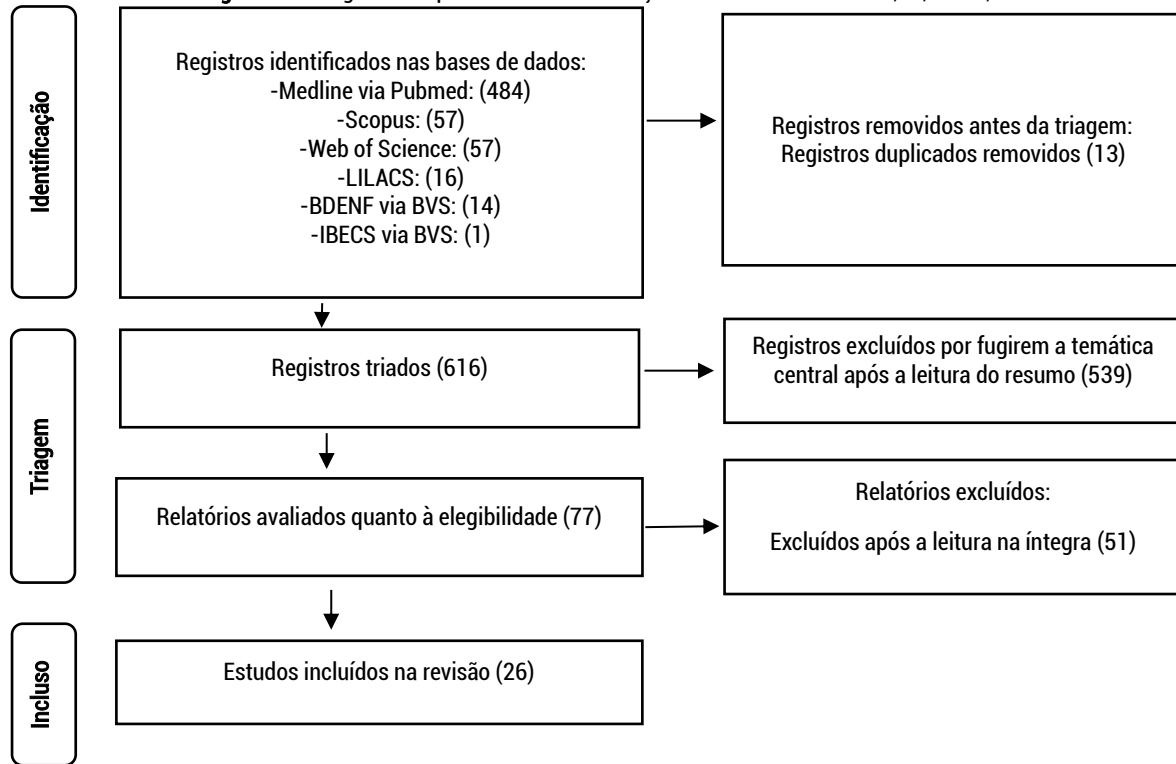 Identificação
Registros identificados nas bases de dados:
-Medline via Pubmed: (484)
-Scopus: (57)
-Web of Science: (57)
-LILACS: (16)
-BDENF via BVS: (14)
-IBECS via BVS: (1)
Registros removidos antes da triagem:
Registros duplicados removidos (13)
Triagem
Registros triados (616)
Registros excluídos por fugirem a temática
central após a leitura do resumo (539)
Relatórios avaliados quanto à elegibilidade (77)
Relatórios excluídos:
Excluídos após a leitura na íntegra (51)
Incluso
Estudos incluídos na revisão (26)